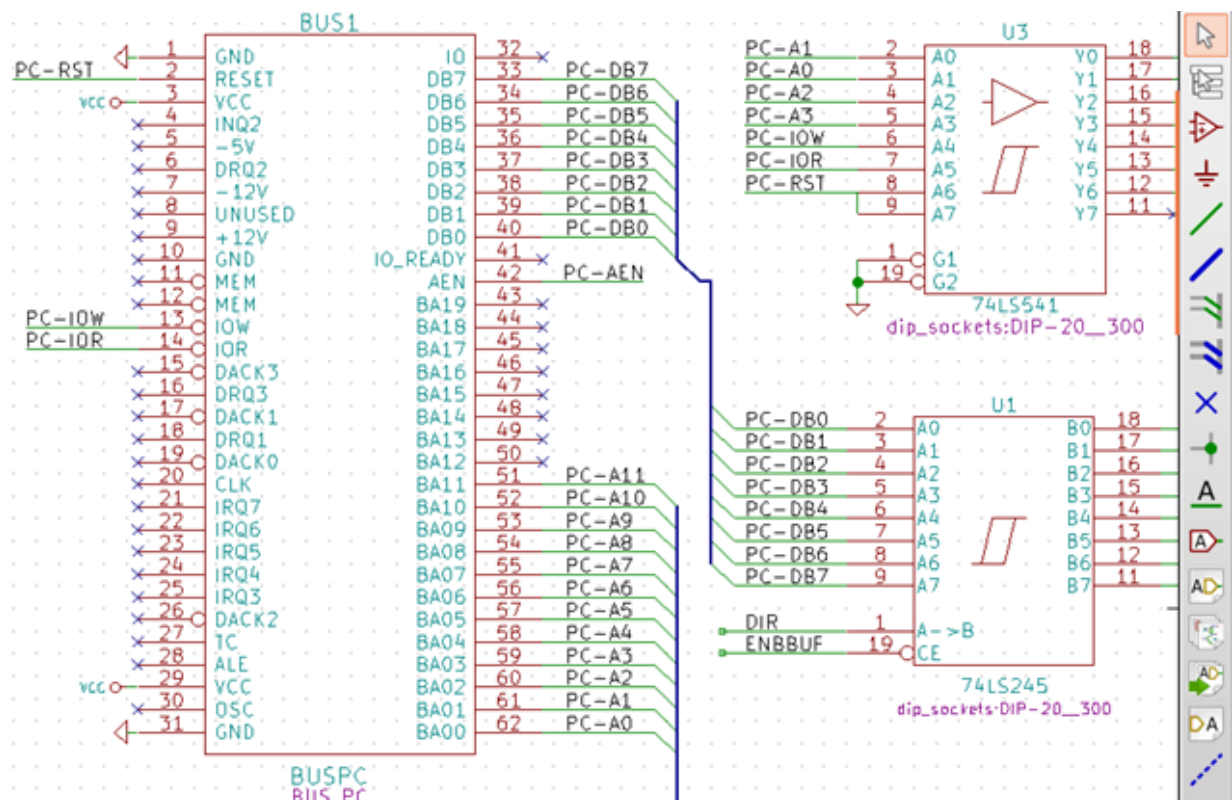 BUS1
1 GND
PC-RST 2 RESET
VCC 3 VCC
4 INQ2
5 -5V
6 DRQ2
7 -12V
8 UNUSED
9 +12V
10 GND
11 MEM
12 MEM
PC-IOW 13 IOW
PC-IOR 14 IOR
15 DACK3
16 DRQ3
17 DACK1
18 DRQ1
19 DACK0
20 CLK
21 IRQ7
22 IRQ6
23 IRQ5
24 IRQ4
25 IRQ3
26 DACK2
27 TC
28 ALE
VCC 29 VCC
30 OSC
31 GND
IO 32
DB7 33 PC-DB7
DB6 34 PC-DB6
DB5 35 PC-DB5
DB4 36 PC-DB4
DB3 37 PC-DB3
DB2 38 PC-DB2
DB1 39 PC-DB1
DB0 40 PC-DB0
IO_READY 41
AEN 42 PC-AEN
BA19 43
BA18 44
BA17 45
BA16 46
BA15 47
BA14 48
BA13 49
BA12 50
BA11 51 PC-A11
BA10 52 PC-A10
BA09 53 PC-A9
BA08 54 PC-A8
BA07 55 PC-A7
BA06 56 PC-A6
BA05 57 PC-A5
BA04 58 PC-A4
BA03 59 PC-A3
BA02 60 PC-A2
BA01 61 PC-A1
BA00 62 PC-A0
BUSPC
BUS_PC
U3
PC-A1 2 A0 Y0 18
PC-A0 3 A1 Y1 17
PC-A2 4 A2 Y2 16
PC-A3 5 A3 Y3 15
PC-IOW 6 A4 Y4 14
PC-IOR 7 A5 Y5 13
PC-RST 8 A6 Y6 12
9 A7 Y7 11
1 G1
19 G2
74LS541
dip_sockets:DIP-20__300
U1
PC-DB0 2 A0 B0 18
PC-DB1 3 A1 B1 17
PC-DB2 4 A2 B2 16
PC-DB3 5 A3 B3 15
PC-DB4 6 A4 B4 14
PC-DB5 7 A5 B5 13
PC-DB6 8 A6 B6 12
PC-DB7 9 A7 B7 11
DIR 1 A->B
ENBBUF 19 CE
74LS245
dip_sockets:DIP-20__300
A
A
AD
AD
DA